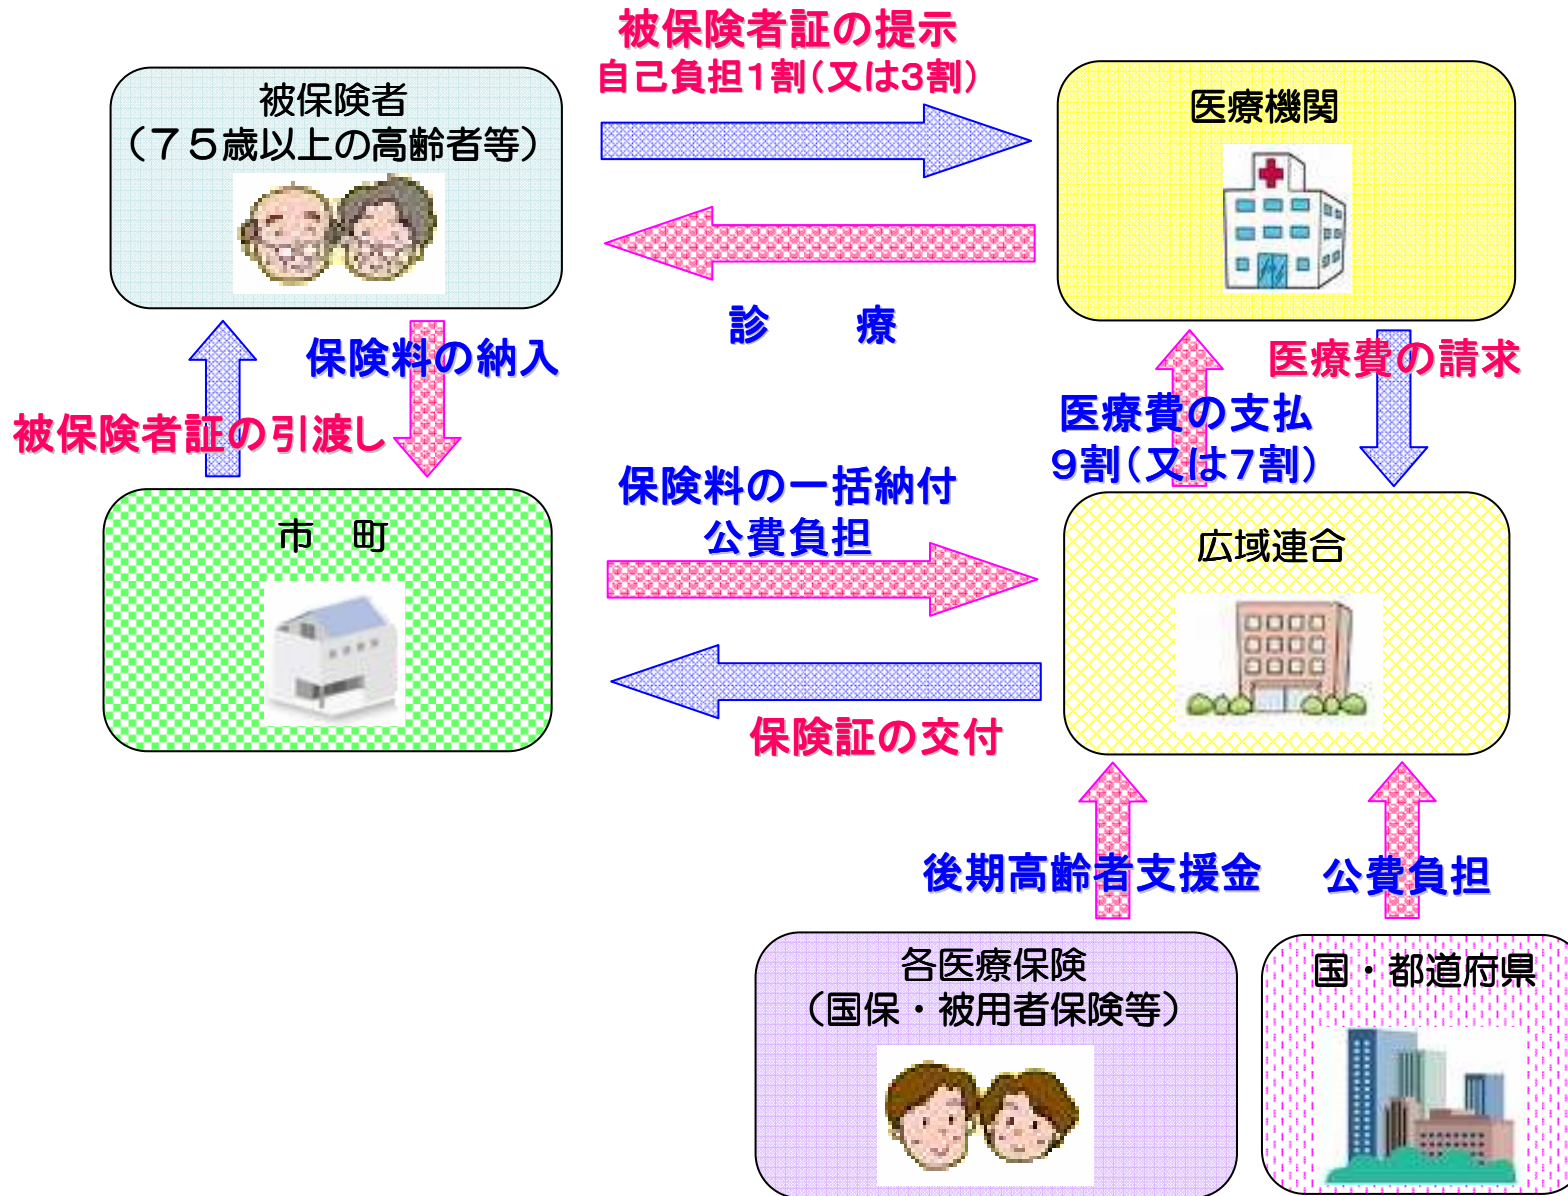 被保険者証の提示
自己負担1割(又は3割)
被保険者
（７５歳以上の高齢者等）
医療機関
診　　療
保険料の納入
被保険者証の引渡し
医療費の請求
医療費の支払
9割(又は7割)
市　町
保険料の一括納付
公費負担
広域連合
保険証の交付
後期高齢者支援金
公費負担
各医療保険
（国保・被用者保険等）
国・都道府県